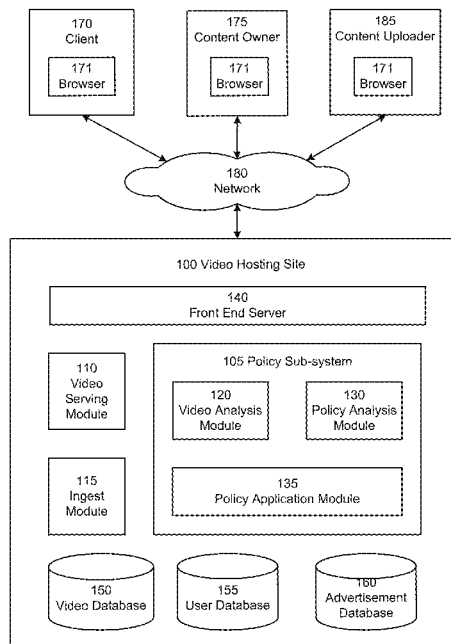 170
Client
171
Browser
175
Content Owner
171
Browser
185
Content Uploader
171
Browser
180
Network
100 Video Hosting Site
140
Front End Server
110
Video
Serving
Module
105 Policy Sub-system
120
Video Analysis
Module
130
Policy Analysis
Module
115
Ingest
Module
135
Policy Application Module
150
Video Database
155
User Database
160
Advertisement
Database